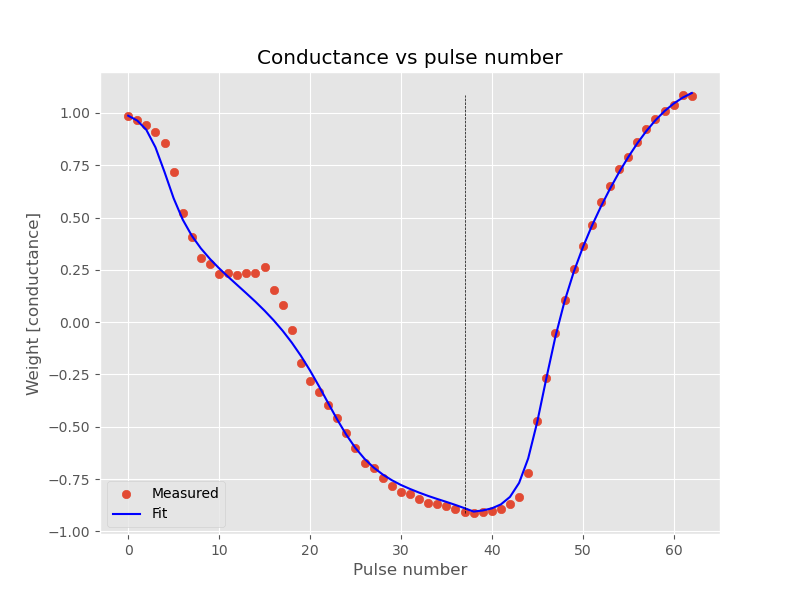 Conductance vs pulse number
Weight [conductance]
1.00
0.75
0.50
0.25
0.00
−0.25
−0.50
−0.75
−1.00
Measured
Fit
0 10 20 30 40 50 60
Pulse number